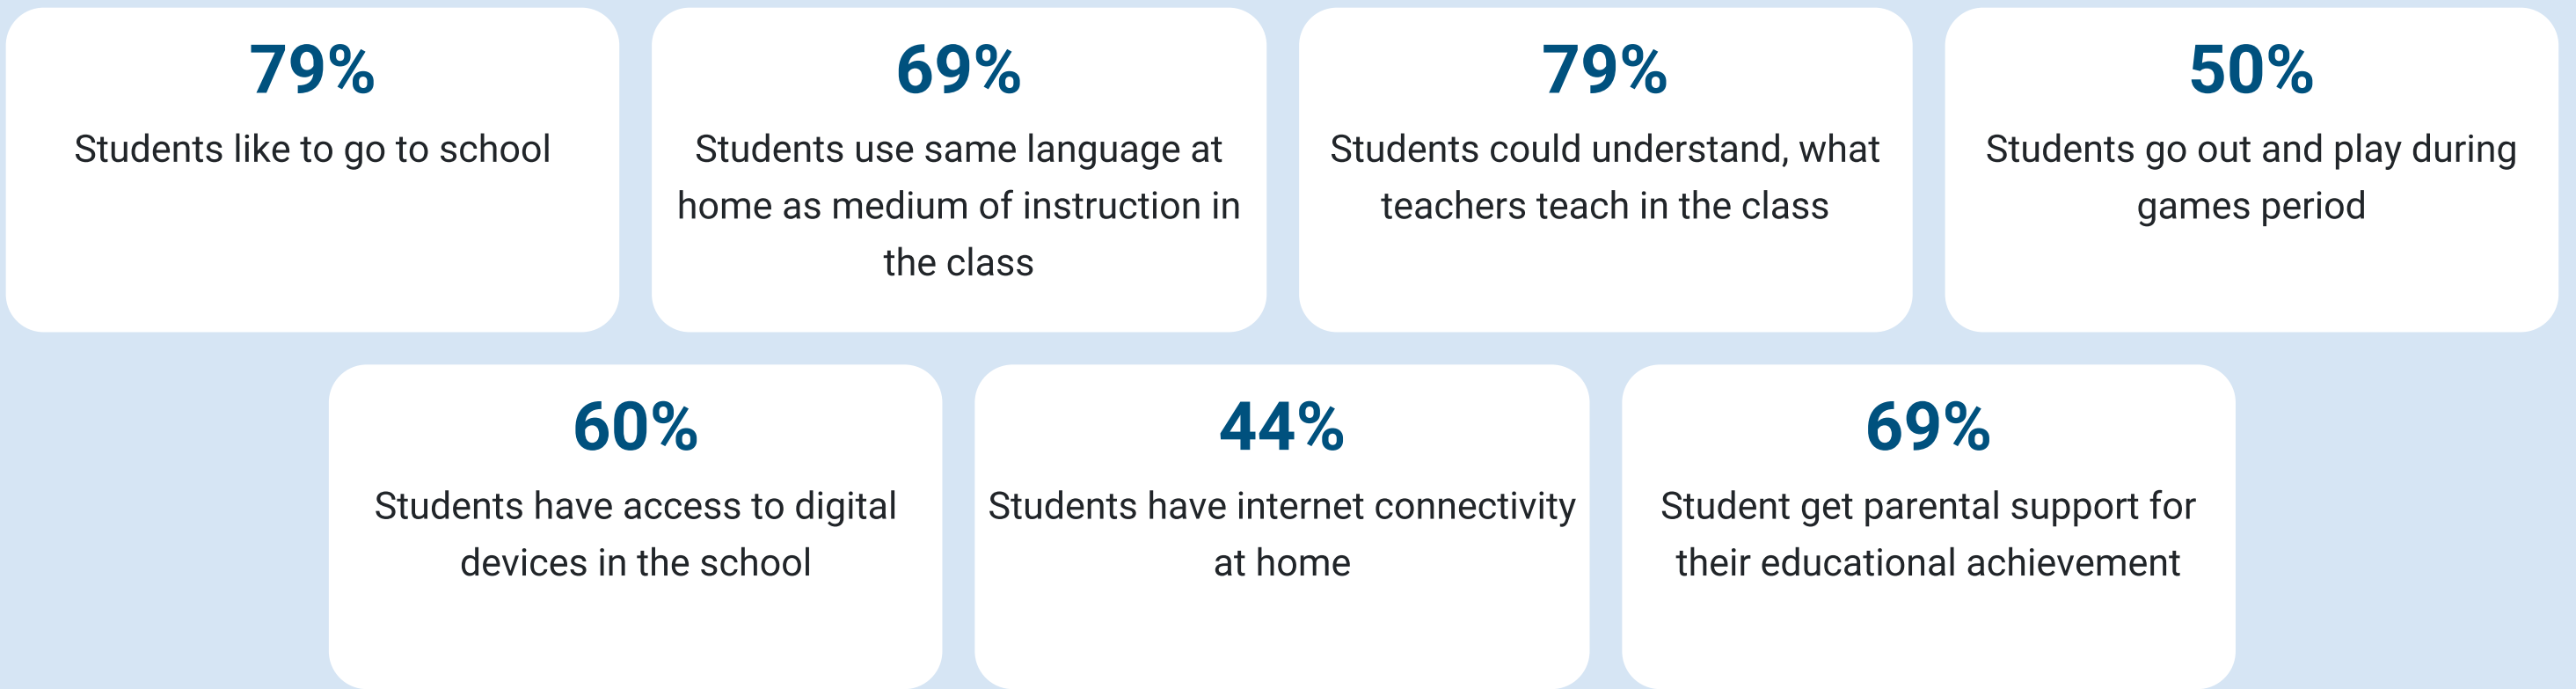 79%
Students like to go to school
69%
Students use same language at
home as medium of instruction in
the class
79%
Students could understand, what
teachers teach in the class
50%
Students go out and play during
games period
60%
Students have access to digital
devices in the school
44%
Students have internet connectivity
at home
69%
Student get parental support for
their educational achievement